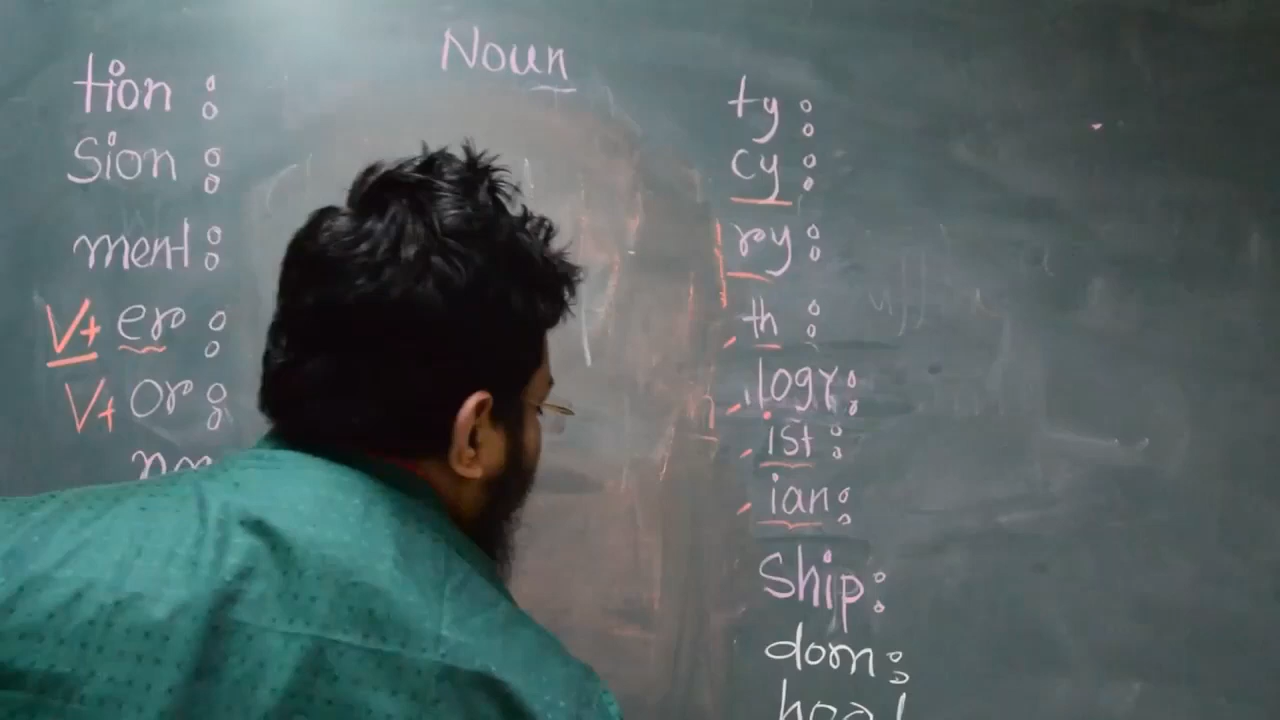 Noun
tion :
Sion :
ment :
V+ er :
V+ or :
ty :
cy :
ry :
th :
logy :
ist :
ian :
Ship :
dom :